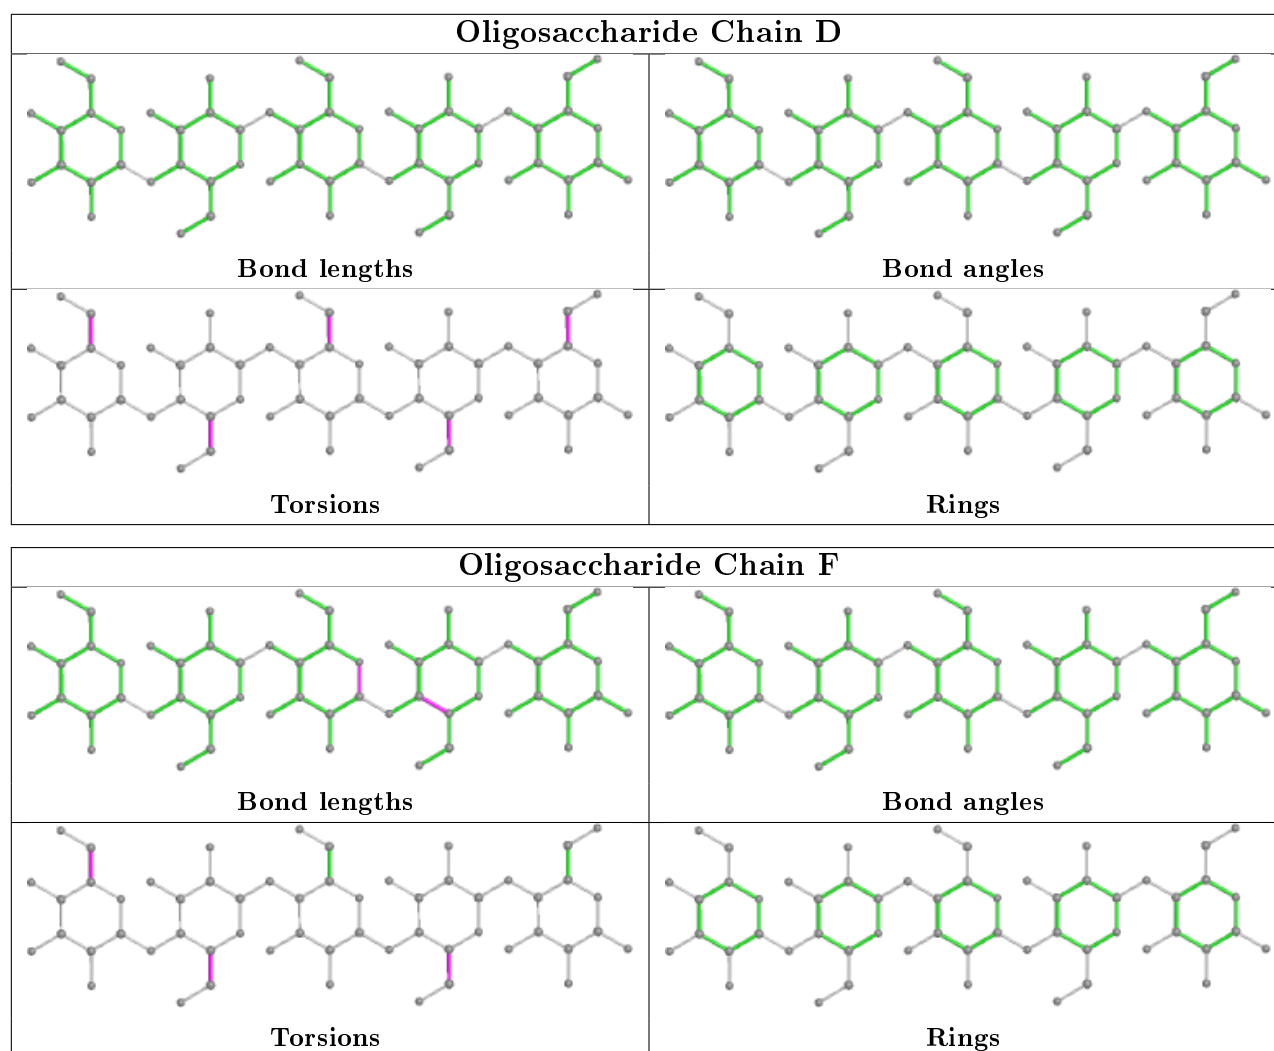 Oligosaccharide Chain D
Bond lengths
Bond angles
Torsions
Rings
Oligosaccharide Chain F
Bond lengths
Bond angles
Torsions
Rings